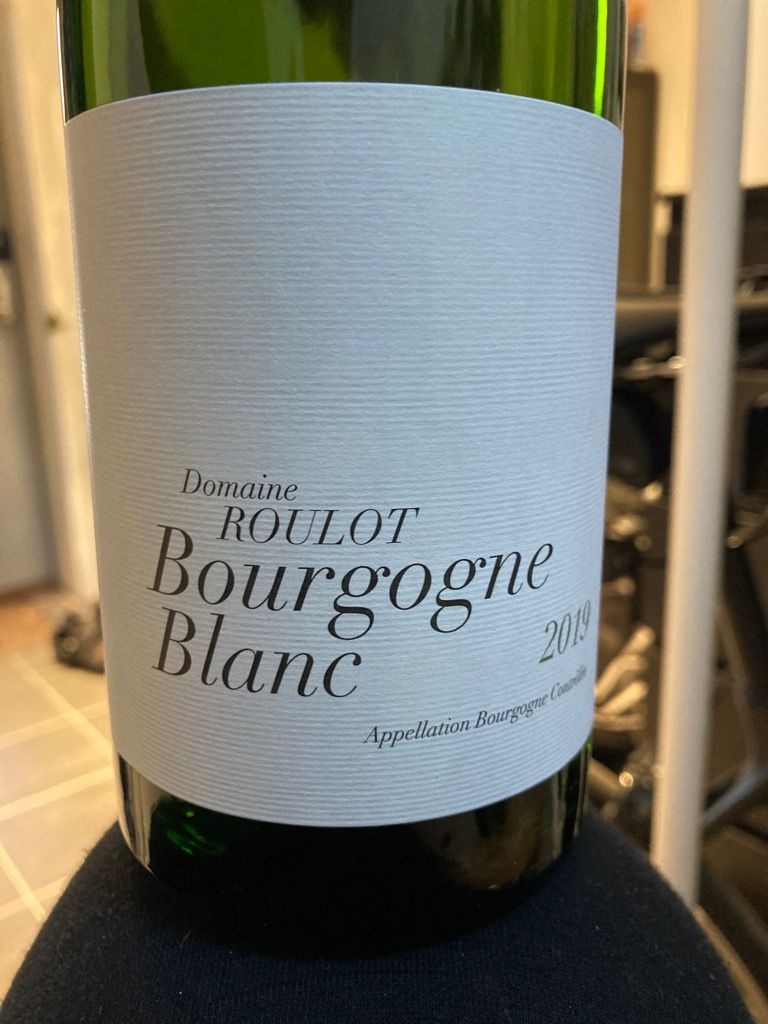 Domaine
ROULOT
Bourgogne
Blanc
2019
Appellation Bourgogne Contrôlée